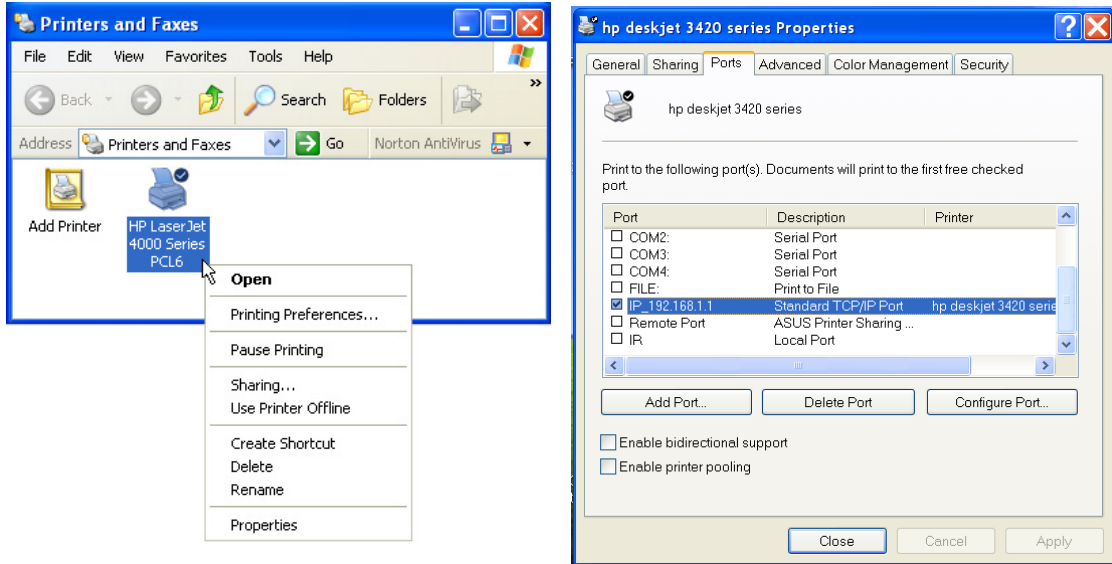 Printers and Faxes
File Edit View Favorites Tools Help
Back Search Folders »
Address Printers and Faxes Go Norton AntiVirus
Add Printer
HP LaserJet
4000 Series
PCL6
Open
Printing Preferences...
Pause Printing
Sharing...
Use Printer Offline
Create Shortcut
Delete
Rename
Properties
hp deskjet 3420 series Properties
General Sharing Ports Advanced Color Management Security
hp deskjet 3420 series
Print to the following port(s). Documents will print to the first free checked
port.
Port Description Printer
COM2: Serial Port
COM3: Serial Port
COM4: Serial Port
FILE: Print to File
IP_192.168.1.1 Standard TCP/IP Port hp deskjet 3420 serie
Remote Port ASUS Printer Sharing ...
IR Local Port
Add Port... Delete Port Configure Port...
Enable bidirectional support
Enable printer pooling
Close Cancel Apply